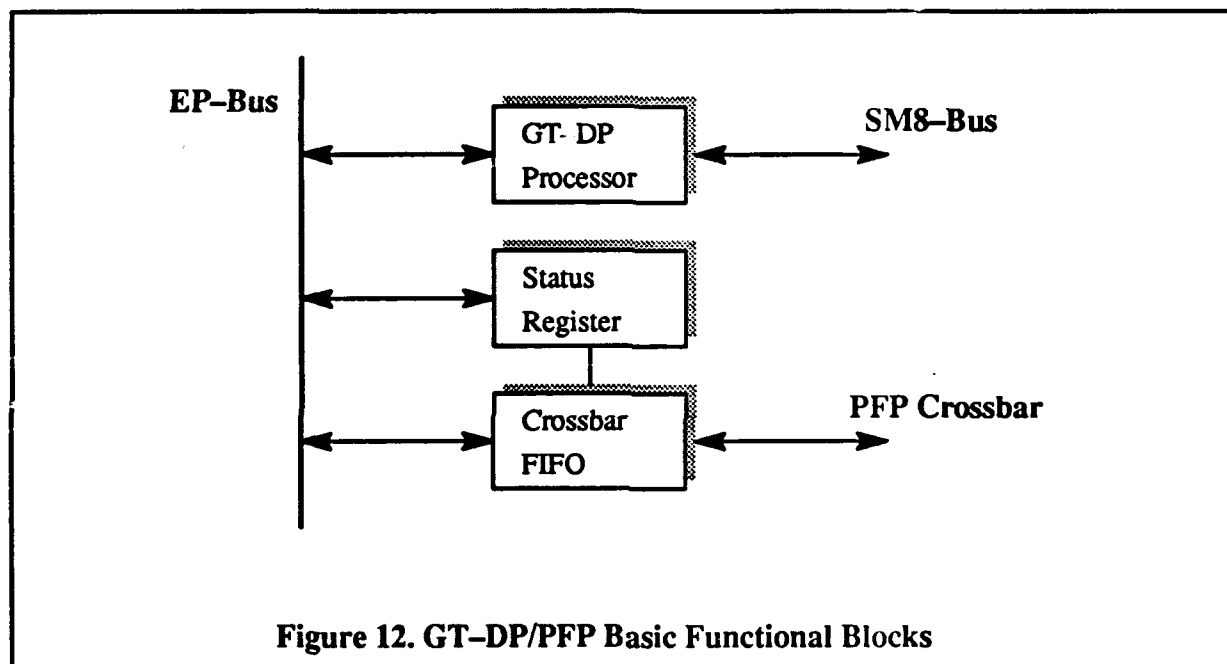 EP–Bus
GT- DP
Processor
SM8–Bus
Status
Register
Crossbar
FIFO
PFP Crossbar
Figure 12. GT–DP/PFP Basic Functional Blocks